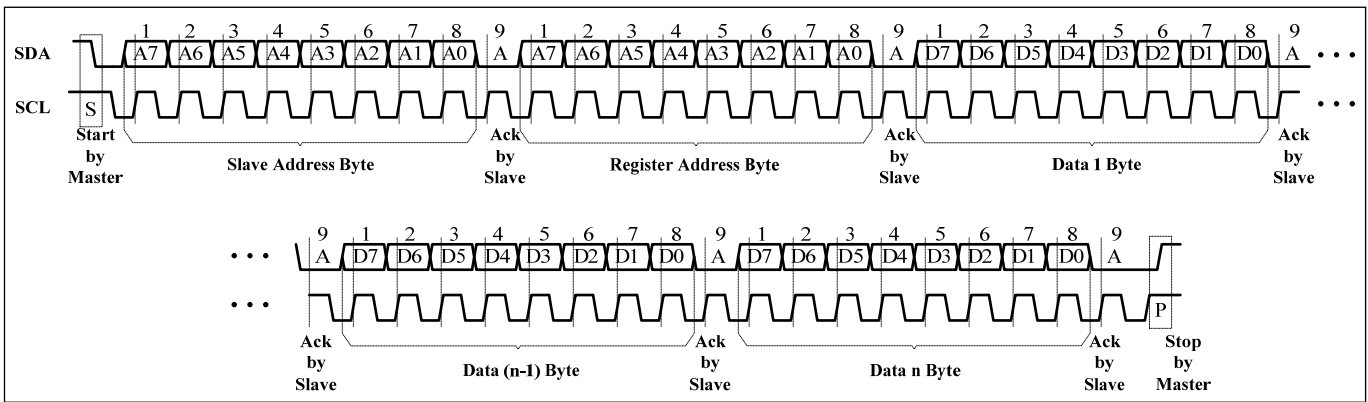 1 2 3 4 5 6 7 8 9 1 2 3 4 5 6 7 8 9 1 2 3 4 5 6 7 8 9
SDA A7 A6 A5 A4 A3 A2 A1 A0 A A7 A6 A5 A4 A3 A2 A1 A0 A D7 D6 D5 D4 D3 D2 D1 D0 A • • •
SCL S • • •
Start by Master
Slave Address Byte
Ack by Slave
Register Address Byte
Ack by Slave
Data 1 Byte
Ack by Slave
9 1 2 3 4 5 6 7 8 9 1 2 3 4 5 6 7 8 9
• • • A D7 D6 D5 D4 D3 D2 D1 D0 A D7 D6 D5 D4 D3 D2 D1 D0 A
• • • P
Ack by Slave
Data (n-1) Byte
Ack by Slave
Data n Byte
Ack by Slave
Stop by Master